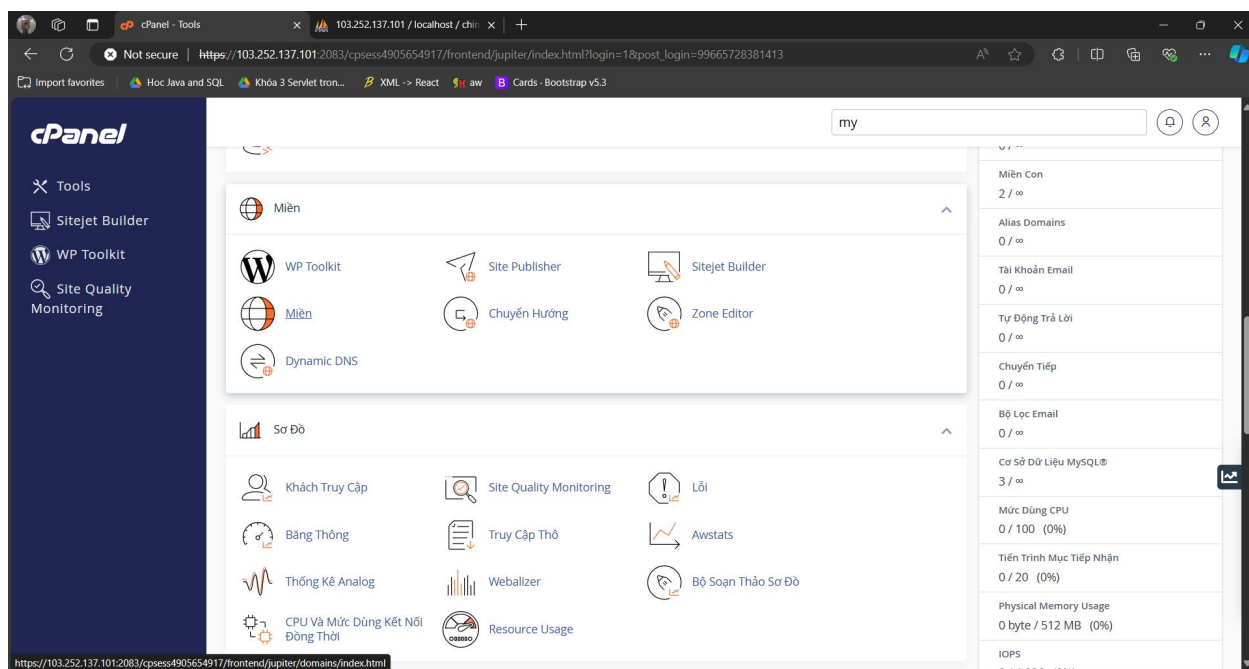 cPanel - Tools
103.252.137.101 / localhost / chin
Not secure
https://103.252.137.101:2083/cpsess4905654917/frontend/jupiter/index.html?login=1&post_login=99665728381413
Import favorites
Hoc Java and SQL
Khóa 3 Servlet tron...
XML -> React
aw
Cards · Bootstrap v5.3
cPanel
my
Tools
Sitejet Builder
WP Toolkit
Site Quality
Monitoring
Miền
WP Toolkit
Site Publisher
Sitejet Builder
Miền
Chuyển Hướng
Zone Editor
Dynamic DNS
Sơ Đồ
Khách Truy Cập
Site Quality Monitoring
Lỗi
Băng Thông
Truy Cập Thô
Awstats
Thống Kê Analog
Webalizer
Bộ Soạn Thảo Sơ Đồ
CPU Và Mức Dùng Kết Nối
Đồng Thời
Resource Usage
Miền Con
2 / ∞
Alias Domains
0 / ∞
Tài Khoản Email
0 / ∞
Tự Động Trả Lời
0 / ∞
Chuyển Tiếp
0 / ∞
Bộ Lọc Email
0 / ∞
Cơ Sở Dữ Liệu MySQL®
3 / ∞
Mức Dùng CPU
0 / 100 (0%)
Tiến Trình Mục Tiếp Nhận
0 / 20 (0%)
Physical Memory Usage
0 byte / 512 MB (0%)
IOPS
https://103.252.137.101:2083/cpsess4905654917/frontend/jupiter/domains/index.html